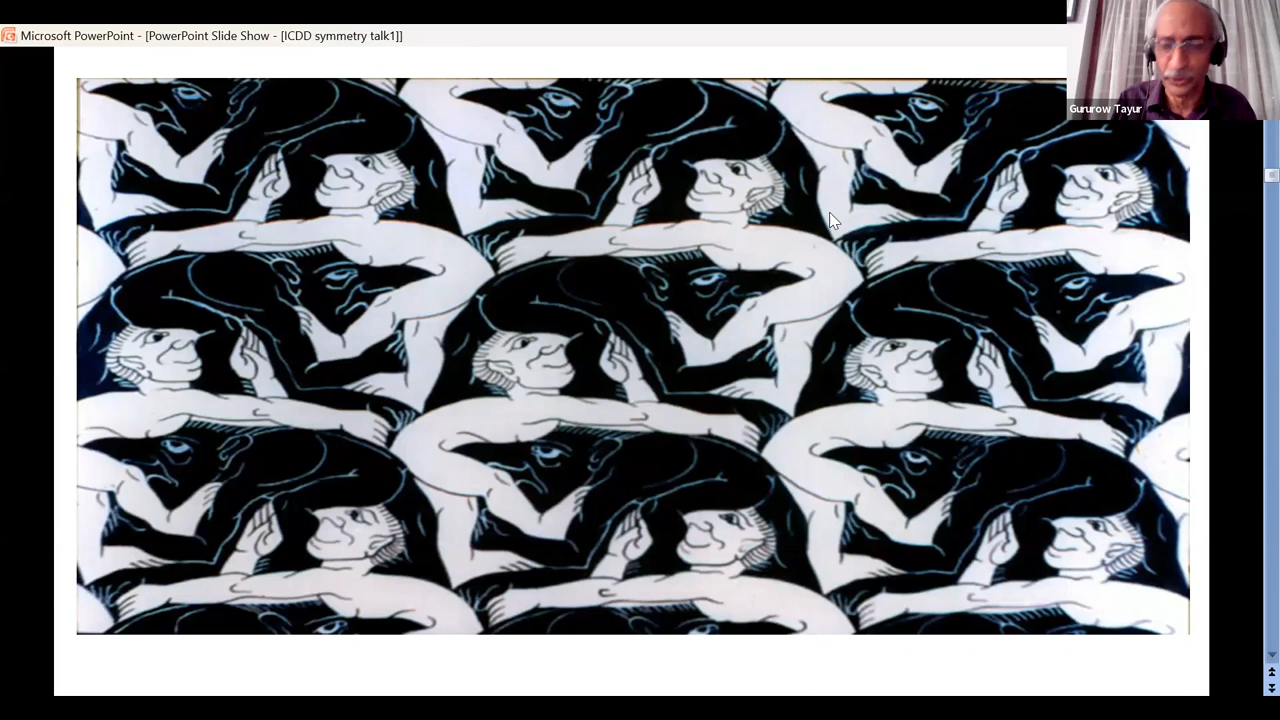 Microsoft PowerPoint - [PowerPoint Slide Show - [ICDD symmetry talk1]]
Gururow Tayur